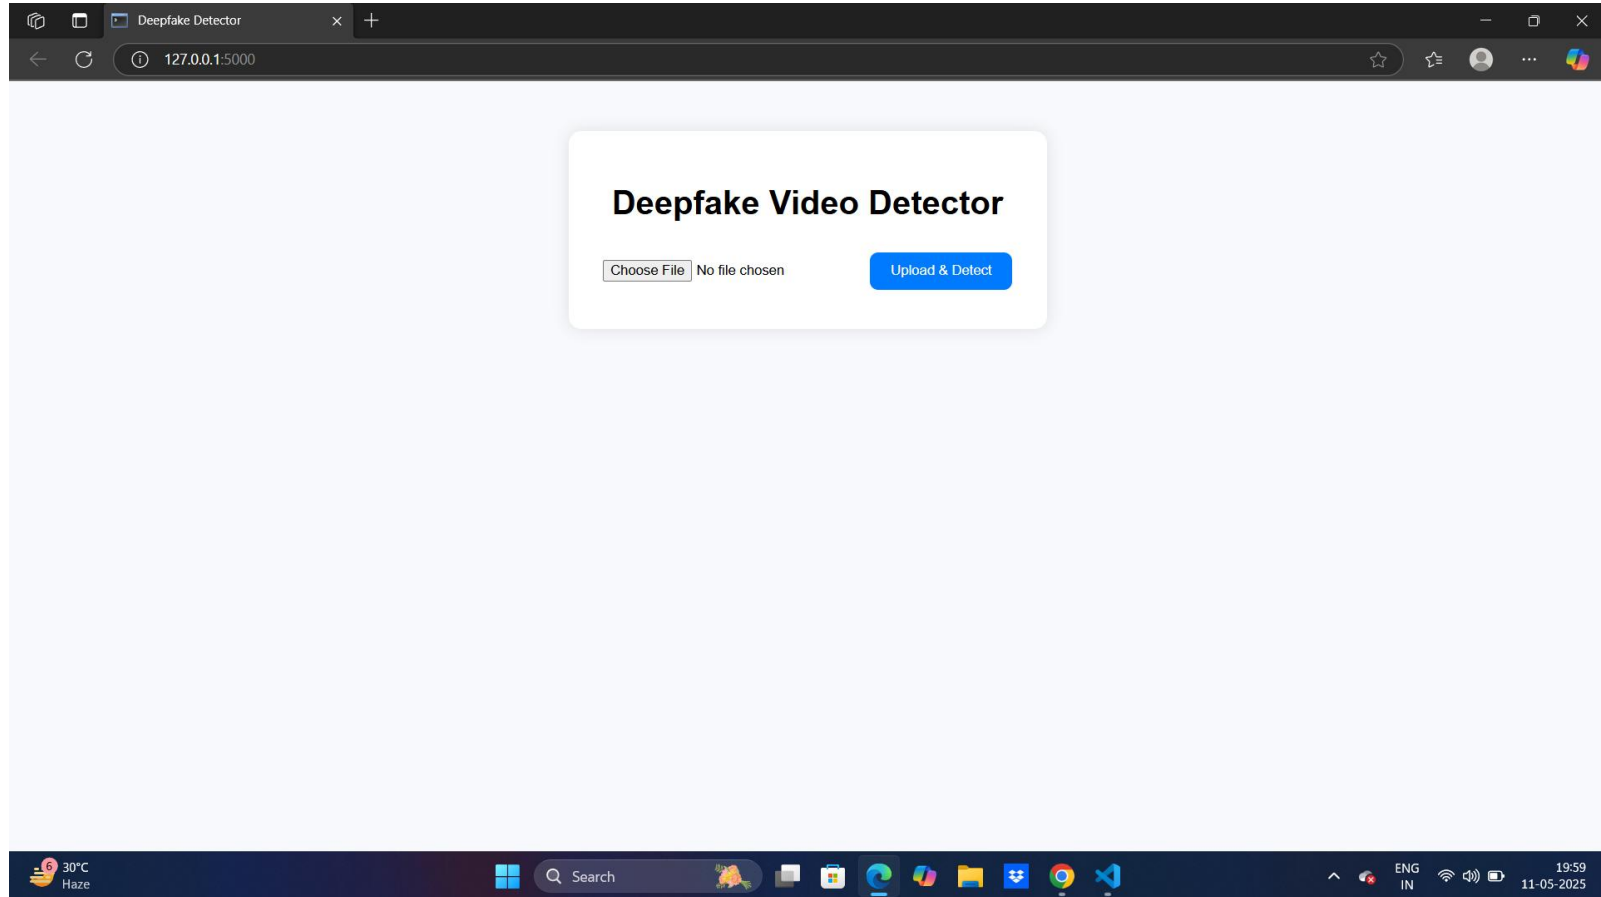 Deepfake Detector
127.0.0.1:5000
Deepfake Video Detector
Choose File No file chosen Upload & Detect
6
30°C
Haze
Search
ENG
IN
19:59
11-05-2025